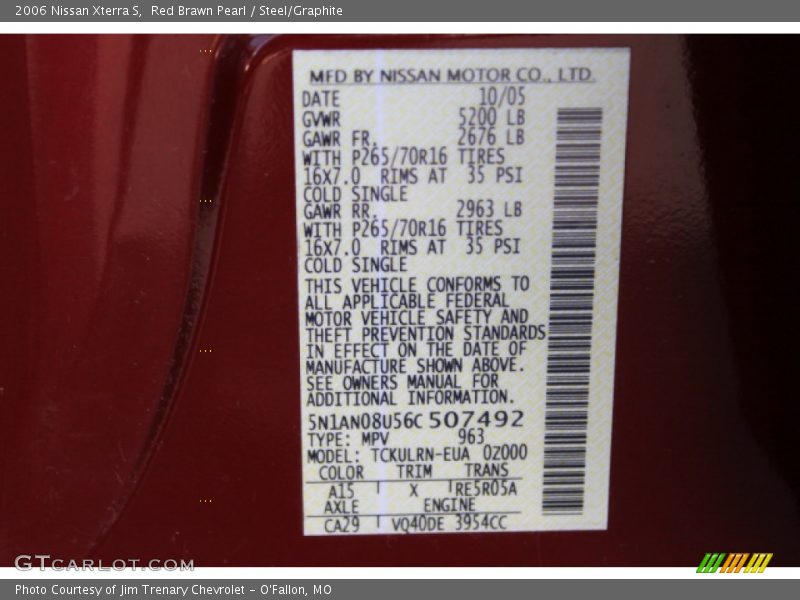 2006 Nissan Xterra S,  Red Brawn Pearl / Steel/Graphite
MFD BY NISSAN MOTOR CO., LTD.
DATE 10/05
GVWR 5200 LB
GAWR FR. 2676 LB
WITH P265/70R16 TIRES
16X7.0 RIMS AT 35 PSI
COLD SINGLE
GAWR RR. 2963 LB
WITH P265/70R16 TIRES
16X7.0 RIMS AT 35 PSI
COLD SINGLE
THIS VEHICLE CONFORMS TO
ALL APPLICABLE FEDERAL
MOTOR VEHICLE SAFETY AND
THEFT PREVENTION STANDARDS
IN EFFECT ON THE DATE OF
MANUFACTURE SHOWN ABOVE.
SEE OWNERS MANUAL FOR
ADDITIONAL INFORMATION.
5N1AN08U56C507492
TYPE: MPV 963
MODEL: TCKULRN-EUA 0Z000
COLOR TRIM TRANS
A15 X RE5R05A
AXLE ENGINE
CA29 VQ40DE 3954CC
GTCARLOT.COM
Photo Courtesy of Jim Trenary Chevrolet - O'Fallon, MO